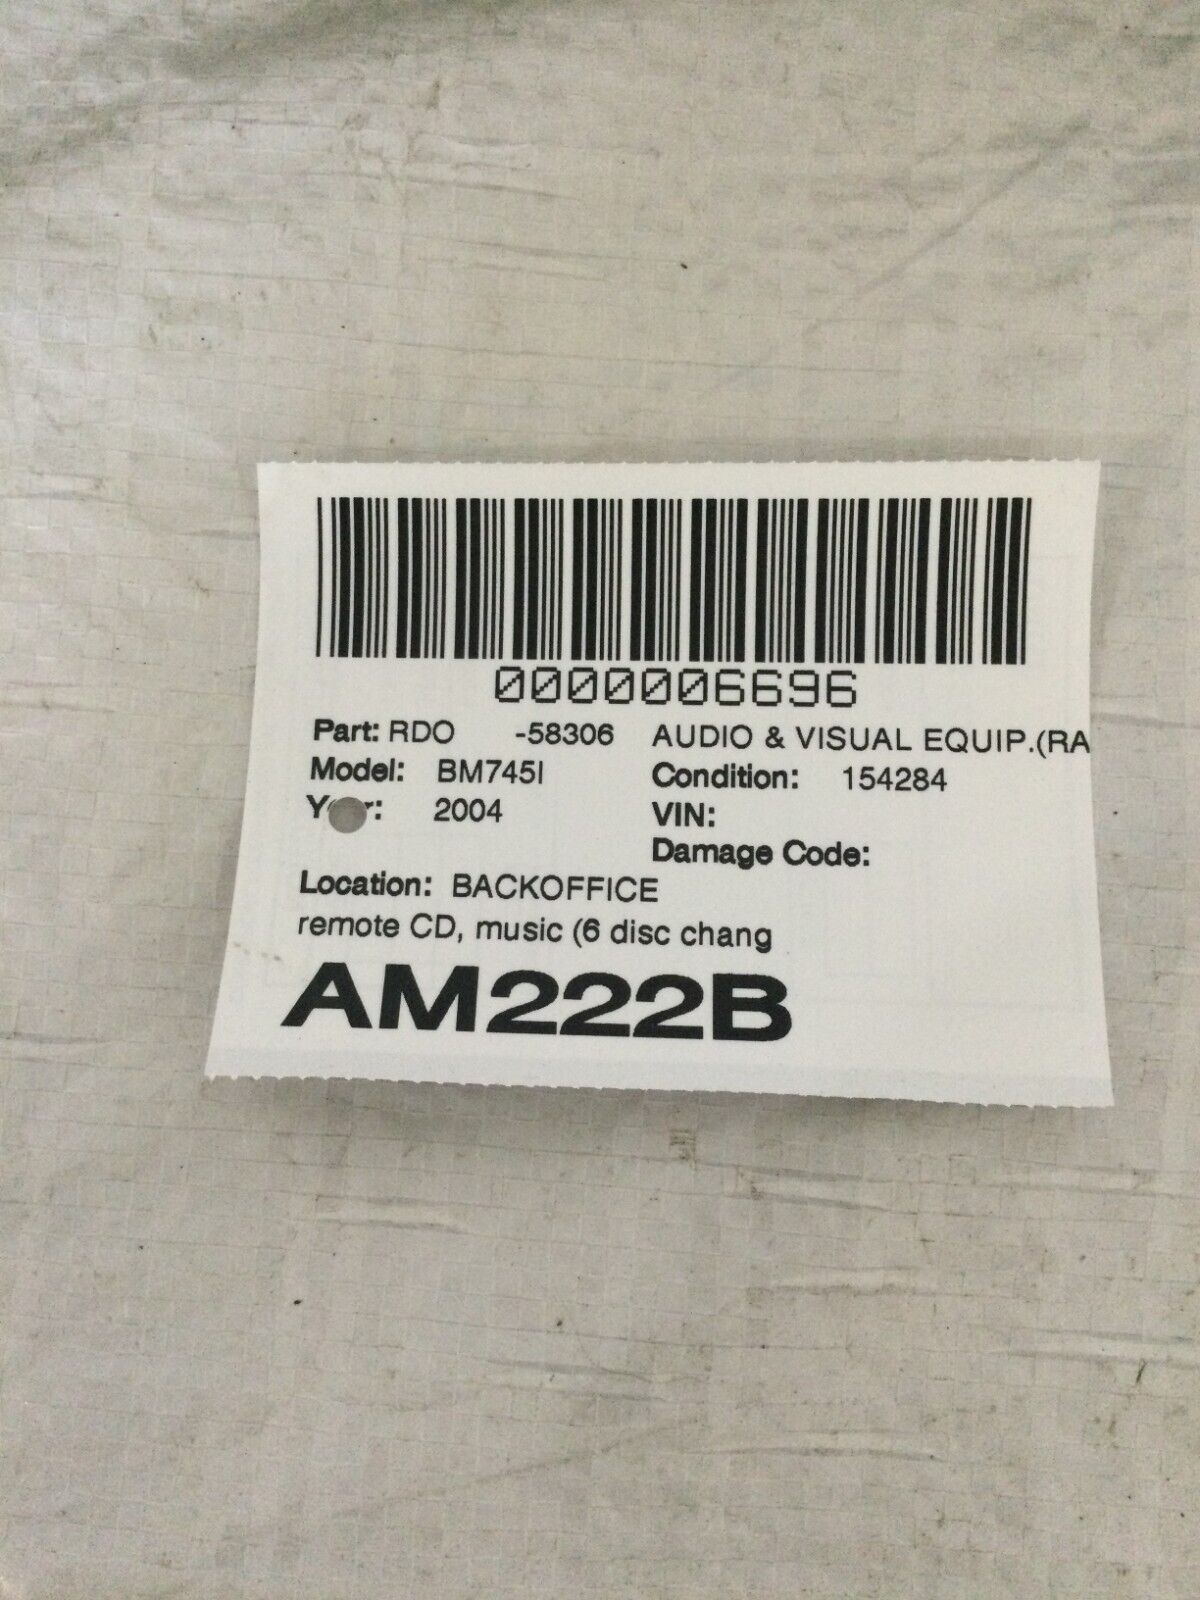 0000006696
Part: RDO -58306 AUDIO & VISUAL EQUIP.(RA
Model: BM745I Condition: 154284
Year: 2004 VIN:
Damage Code:
Location: BACKOFFICE
remote CD, music (6 disc chang
AM222B